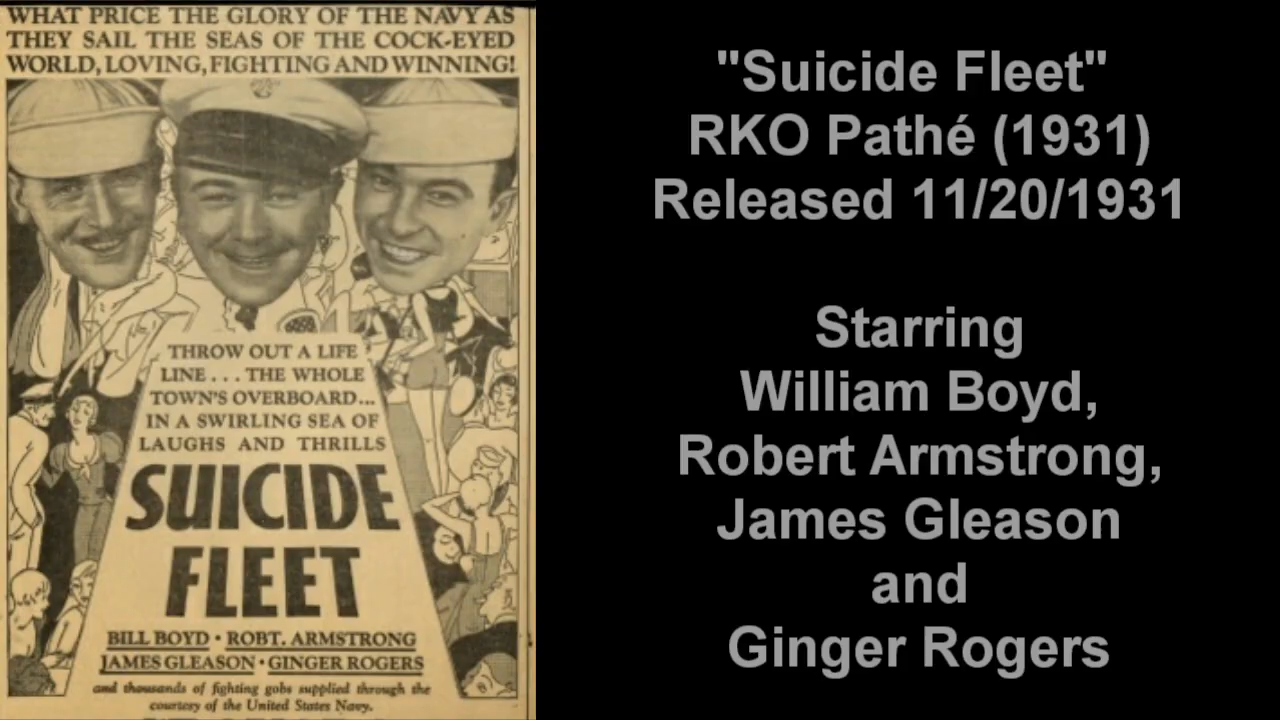 WHAT PRICE THE GLORY OF THE NAVY AS
THEY SAIL THE SEAS OF THE COCK-EYED
WORLD, LOVING, FIGHTING AND WINNING!
THROW OUT A LIFE
LINE... THE WHOLE
TOWN'S OVERBOARD...
IN A SWIRLING SEA OF
LAUGHS AND THRILLS
SUICIDE
FLEET
BILL BOYD • ROBT. ARMSTRONG
JAMES GLEASON • GINGER ROGERS
and thousands of fighting gobs supplied through the
courtesy of the United States Navy.
"Suicide Fleet"
RKO Pathé (1931)
Released 11/20/1931
Starring
William Boyd,
Robert Armstrong,
James Gleason
and
Ginger Rogers